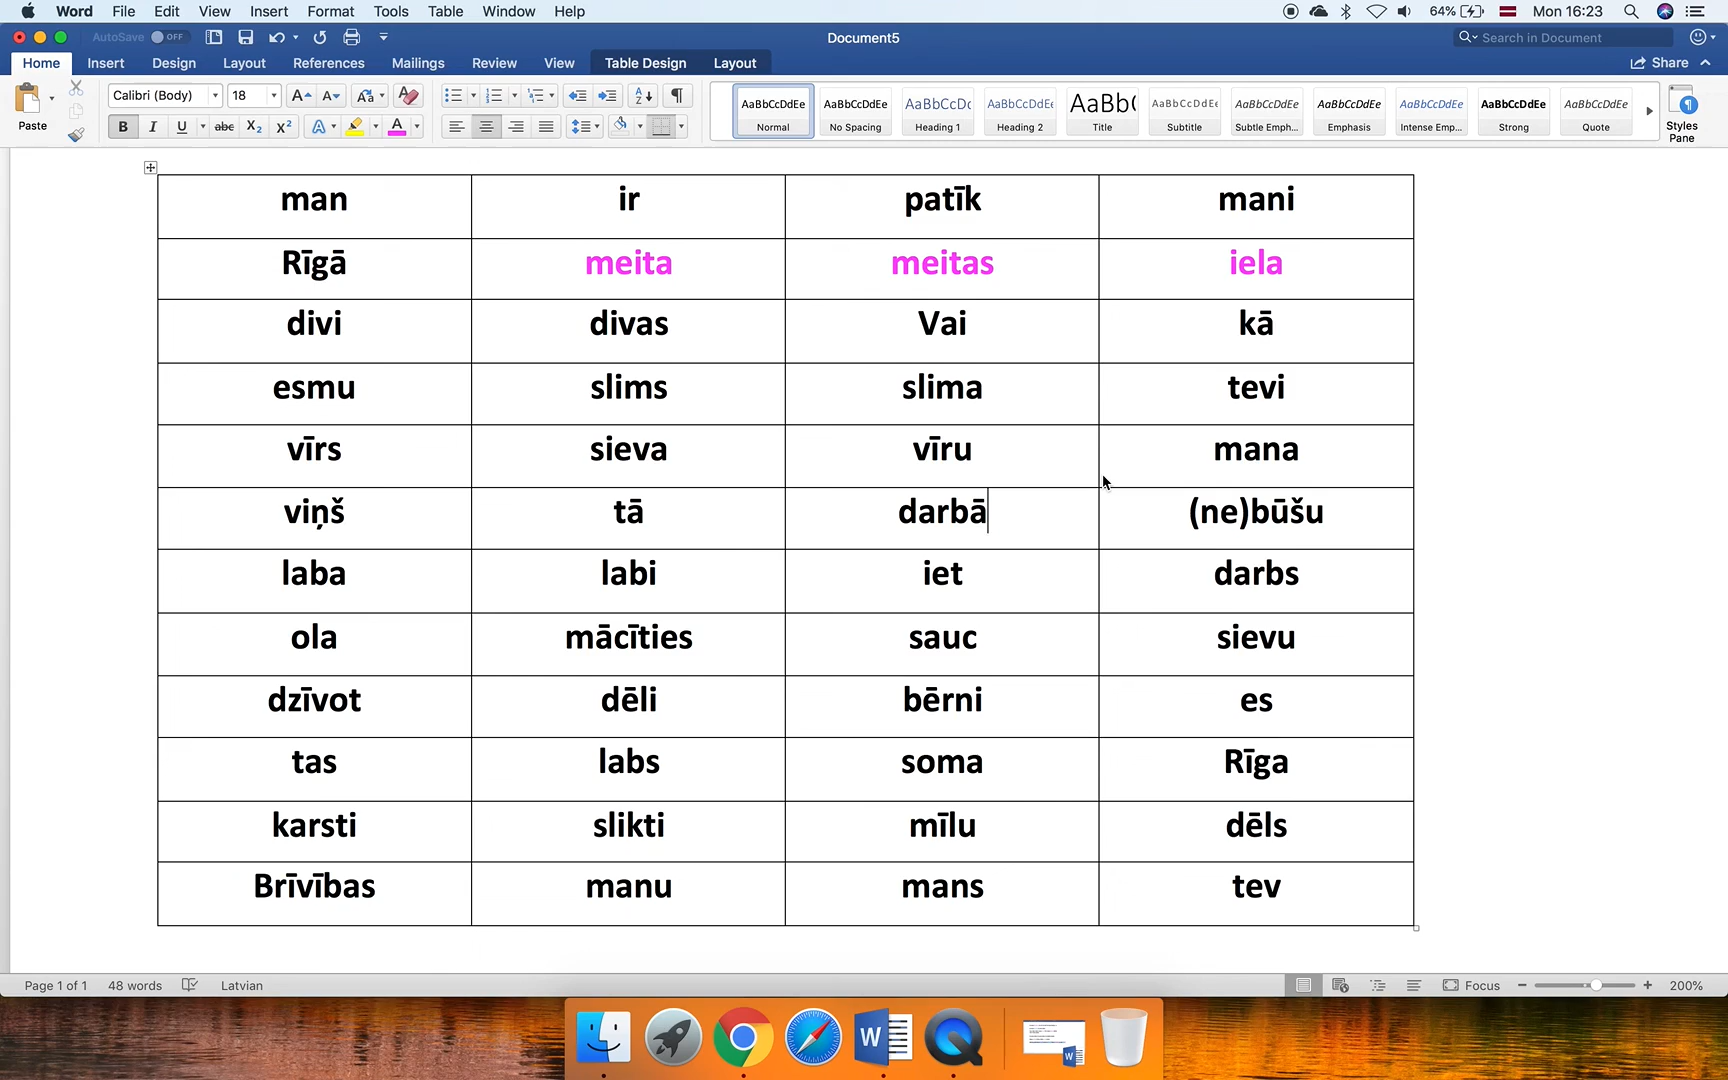 Word File Edit View Insert Format Tools Table Window Help 64% Mon 16:23
AutoSave OFF Document5 Search in Document
Home Insert Design Layout References Mailings Review View Table Design Layout Share
Paste Calibri (Body) 18 AaBbCcDdEe Normal AaBbCcDdEe No Spacing AaBbCcDc Heading 1 AaBbCcDdEe Heading 2 AaBb( Title AaBbCcDdEe Subtitle AaBbCcDdEe Subtle Emph... AaBbCcDdEe Emphasis AaBbCcDdEe Intense Emp... AaBbCcDdEe Strong AaBbCcDdEe Quote Styles Pane
man ir patīk mani
Rīgā meita meitas iela
divi divas Vai kā
esmu slims slima tevi
vīrs sieva vīru mana
viņš tā darbā (ne)būšu
laba labi iet darbs
ola mācīties sauc sievu
dzīvot dēli bērni es
tas labs soma Rīga
karsti slikti mīlu dēls
Brīvības manu mans tev
Page 1 of 1 48 words Latvian Focus 200%